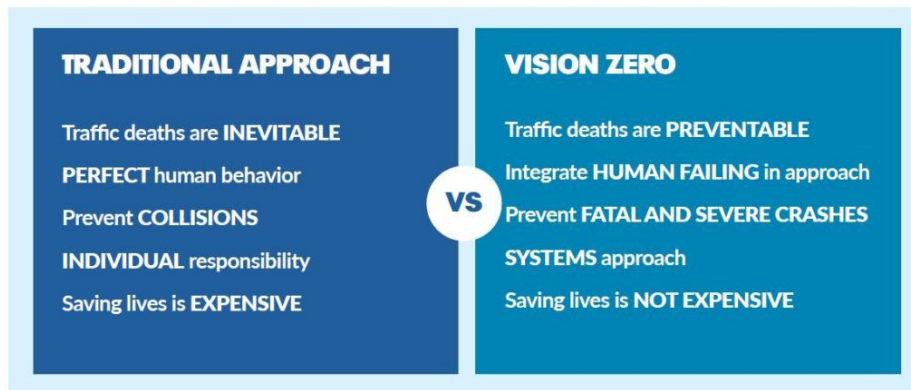 TRADITIONAL APPROACH
Traffic deaths are INEVITABLE
PERFECT human behavior
Prevent COLLISIONS
INDIVIDUAL responsibility
Saving lives is EXPENSIVE
VS
VISION ZERO
Traffic deaths are PREVENTABLE
Integrate HUMAN FAILING in approach
Prevent FATAL AND SEVERE CRASHES
SYSTEMS approach
Saving lives is NOT EXPENSIVE